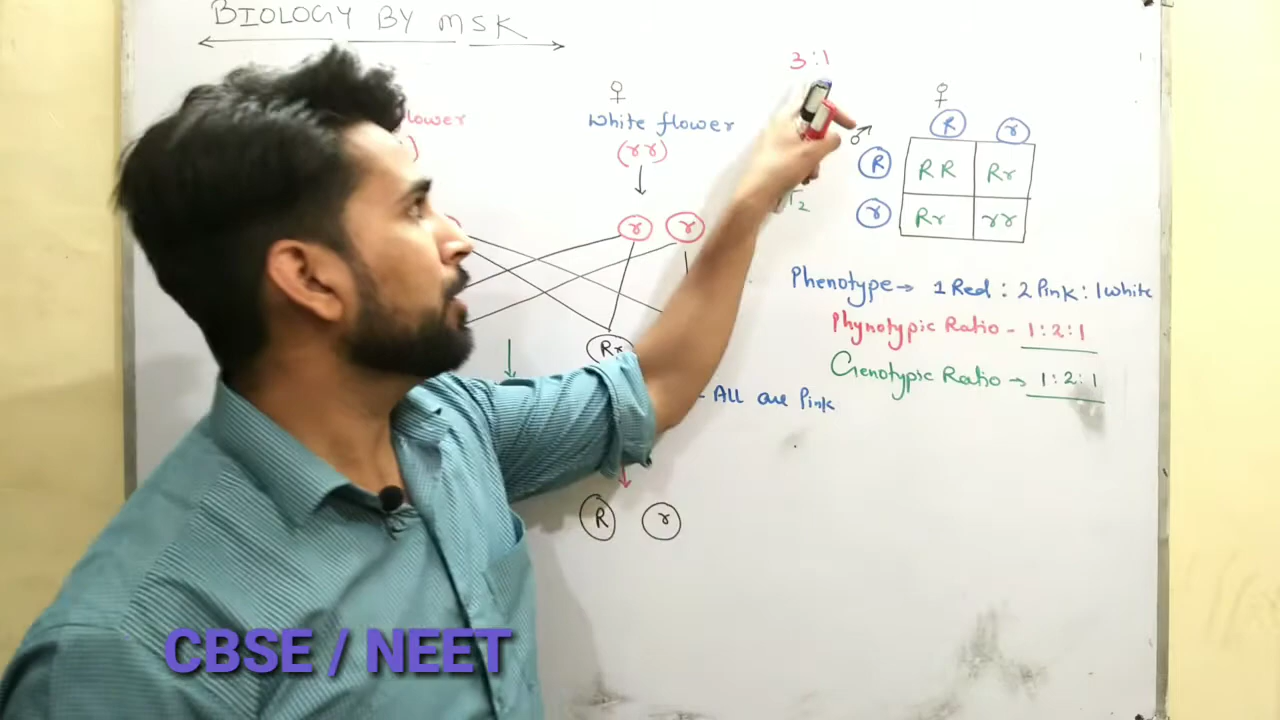 BIOLOGY BY MSK
lower
♀
White flower
(rr)
r r
Rr
All are Pink
R r
3:1
♀
♂
R r
R RR Rr
r Rr rr
Phenotype→ 1 Red : 2 Pink : 1 White
Phynotypic Ratio - 1:2:1
Genotypic Ratio → 1:2:1
CBSE / NEET